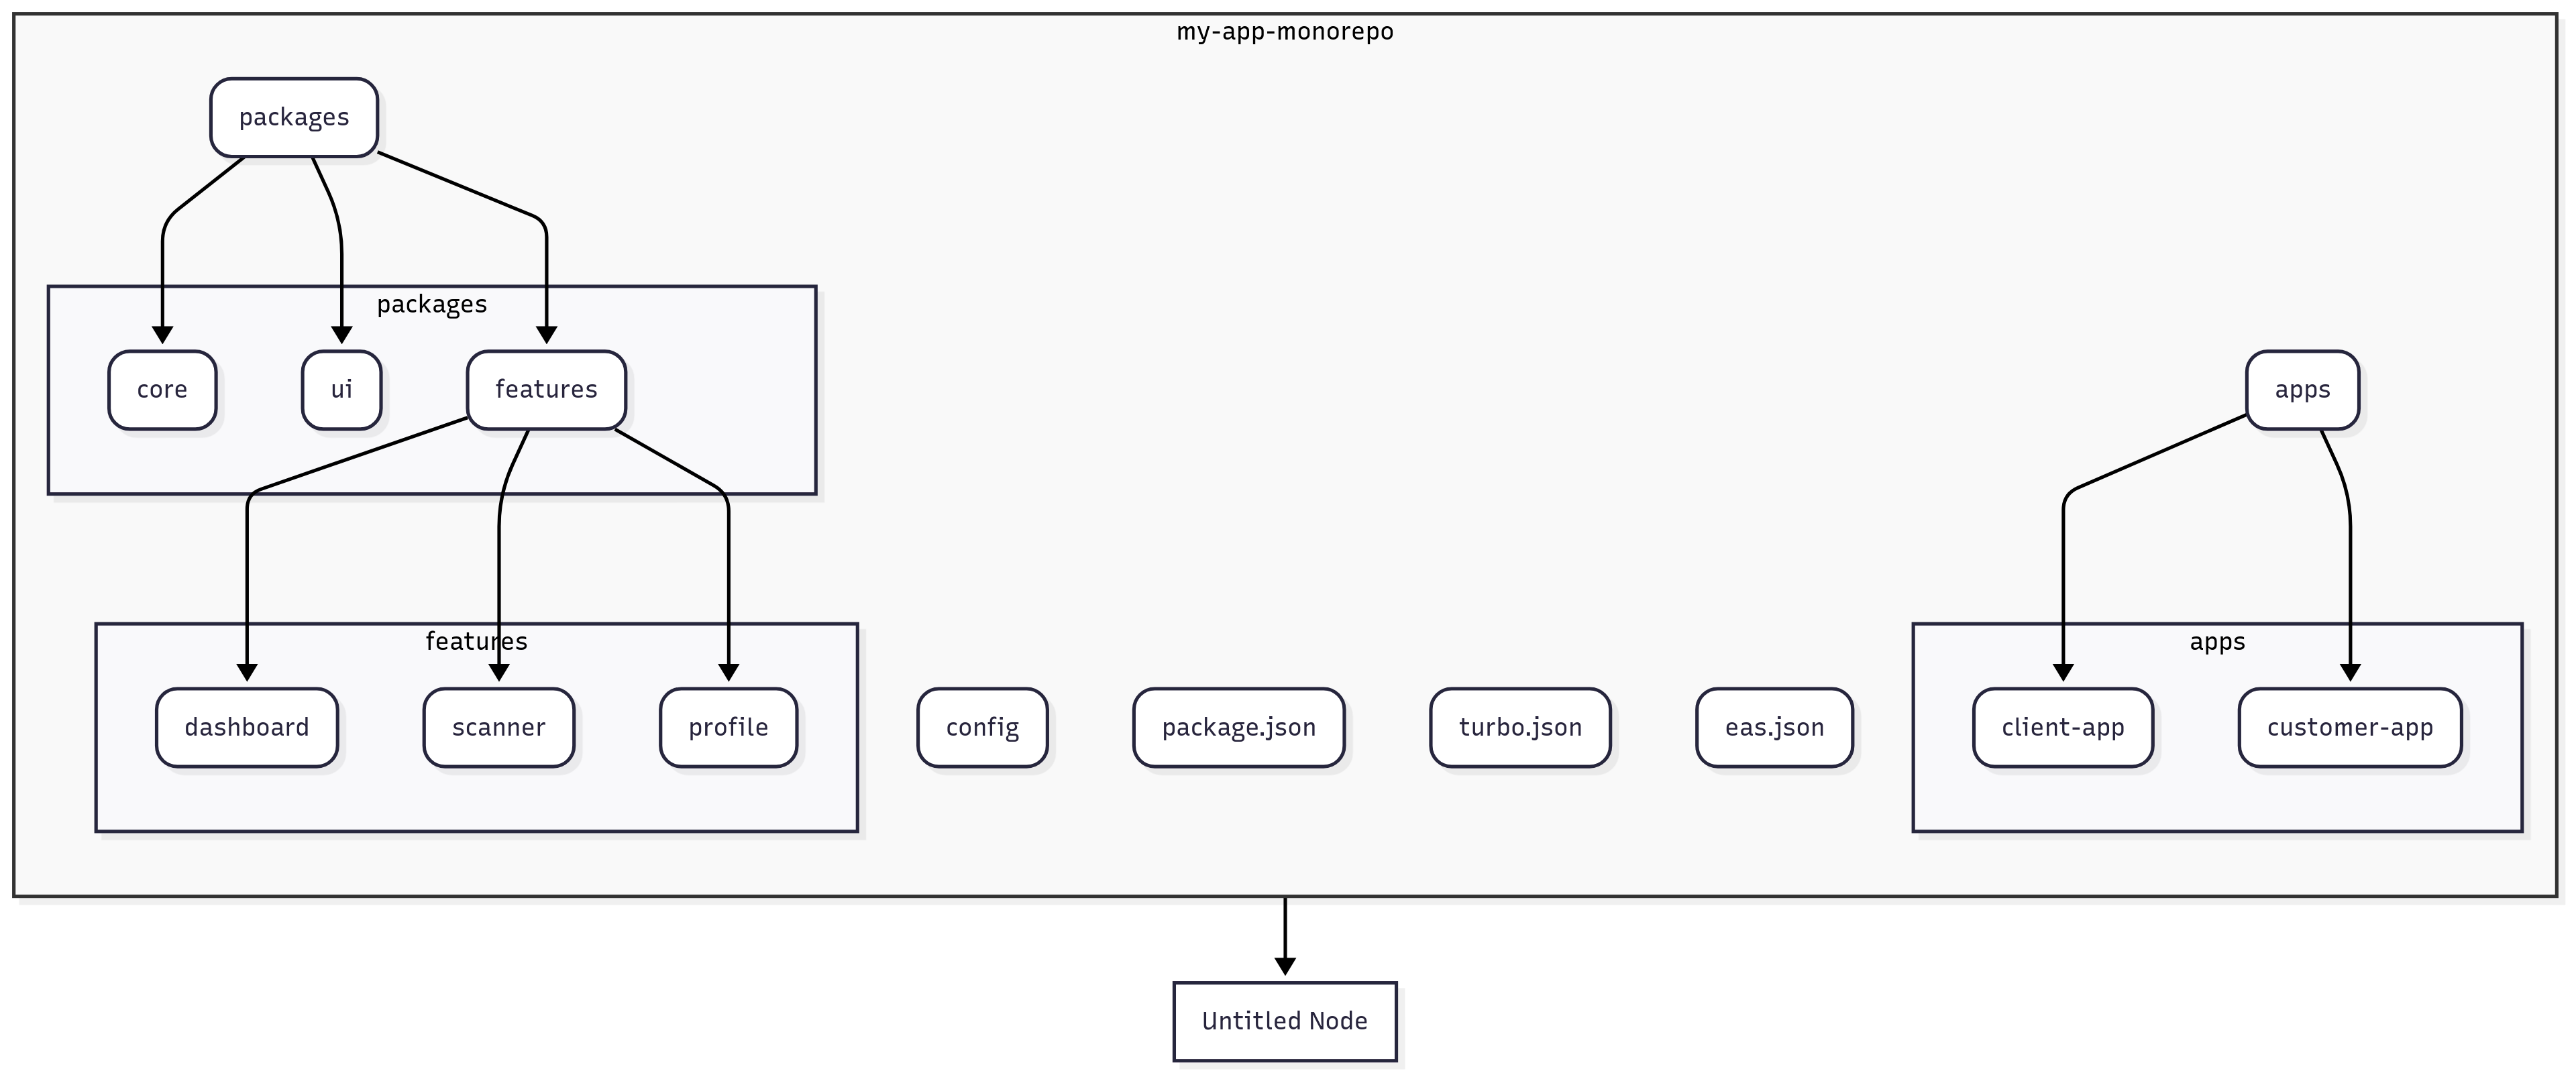 my-app-monorepo
packages
packages
core
ui
features
apps
features
apps
dashboard
scanner
profile
config
package.json
turbo.json
eas.json
client-app
customer-app
Untitled Node